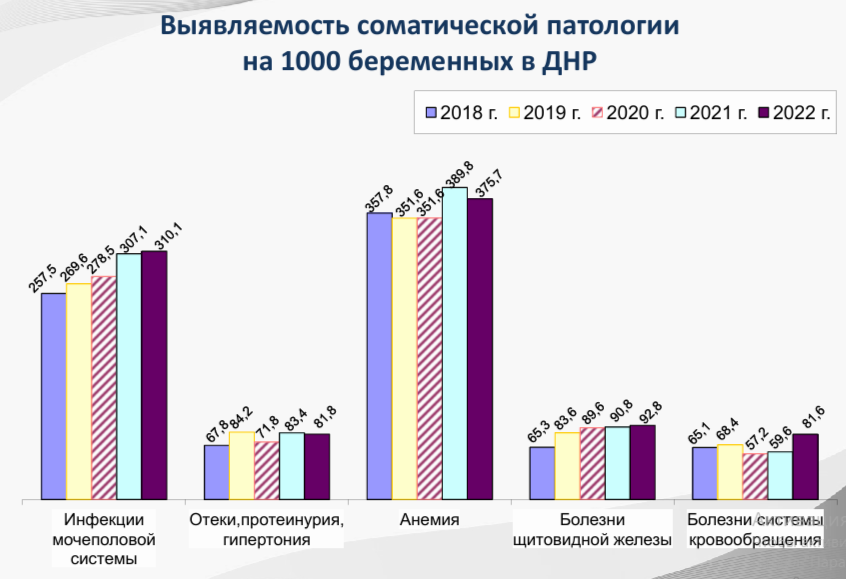 Выявляемость соматической патологии
на 1000 беременных в ДНР
2018 г. 2019 г. 2020 г. 2021 г. 2022 г.
257,5 269,6 278,5 307,1 310,1
67,8 84,2 71,8 83,4 81,8
357,8 351,6 351,6 389,8 375,7
65,3 83,6 89,6 90,8 92,8
65,1 68,4 57,2 59,6 81,6
Инфекции
мочеполовой
системы
Отеки,протеинурия,
гипертония
Анемия
Болезни
щитовидной железы
Болезни системы
кровообращения